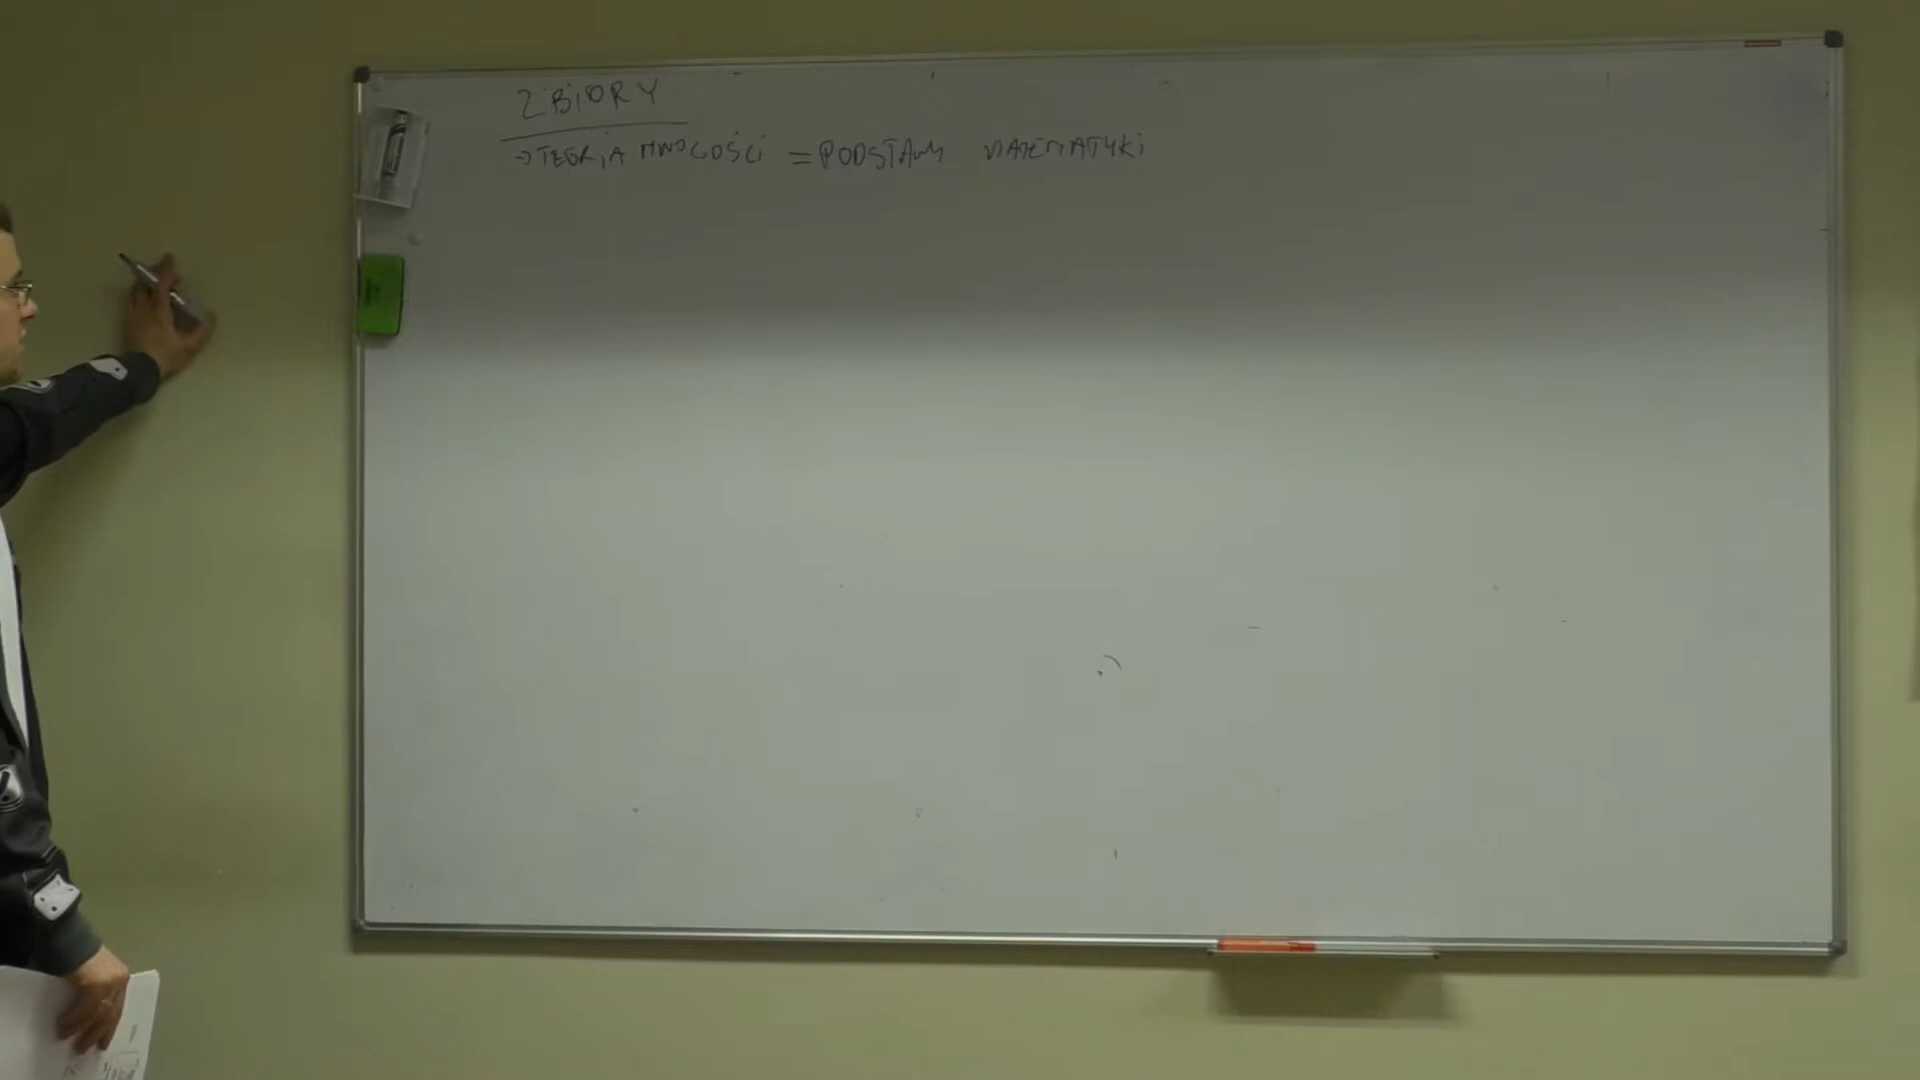 ZBIORY
→ TEORIA MNOGOŚCI = PODSTAWY MATEMATYKI